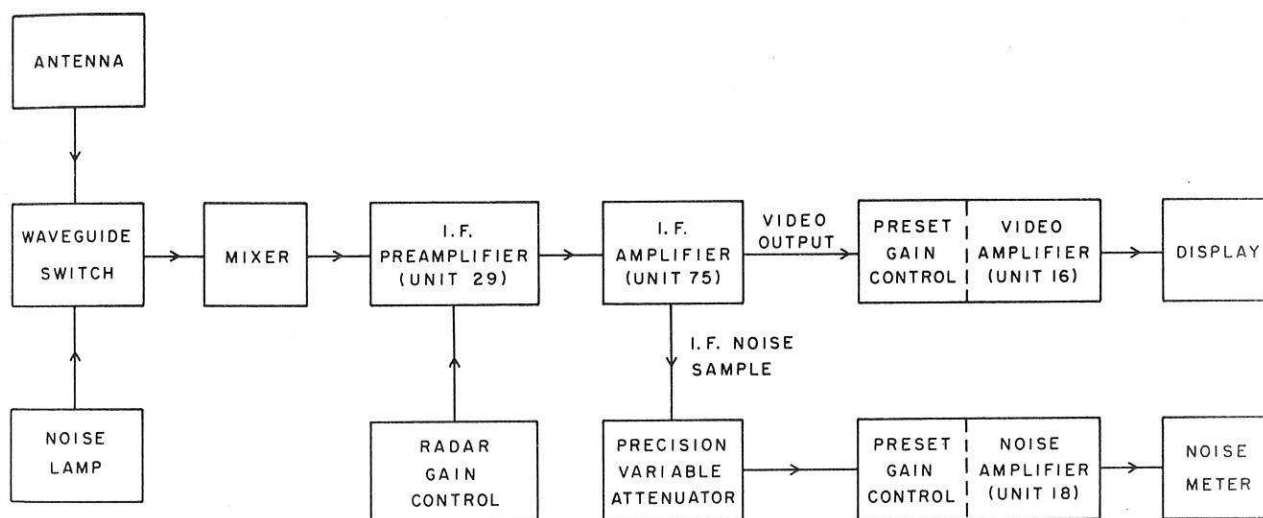 ANTENNA
WAVEGUIDE
SWITCH
MIXER
I.F.
PREAMPLIFIER
(UNIT 29)
I.F.
AMPLIFIER
(UNIT 75)
VIDEO
OUTPUT
PRESET
GAIN
CONTROL
VIDEO
AMPLIFIER
(UNIT 16)
DISPLAY
I.F. NOISE
SAMPLE
NOISE
LAMP
RADAR
GAIN
CONTROL
PRECISION
VARIABLE
ATTENUATOR
PRESET
GAIN
CONTROL
NOISE
AMPLIFIER
(UNIT 18)
NOISE
METER